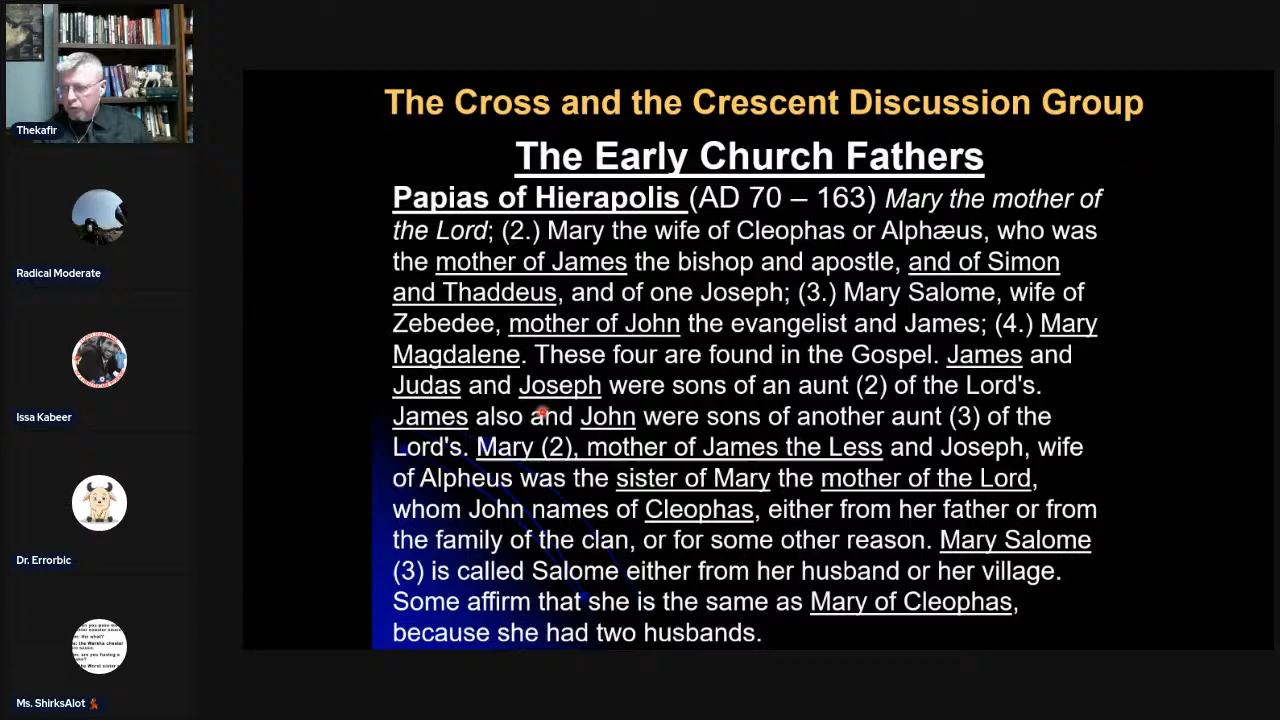 Thekafir
Radical Moderate
Issa Kabeer
Dr. Errorbic
Ms. ShirksAlot 💃
The Cross and the Crescent Discussion Group
The Early Church Fathers
Papias of Hierapolis (AD 70 – 163) Mary the mother of
the Lord; (2.) Mary the wife of Cleophas or Alphæus, who was
the mother of James the bishop and apostle, and of Simon
and Thaddeus, and of one Joseph; (3.) Mary Salome, wife of
Zebedee, mother of John the evangelist and James; (4.) Mary
Magdalene. These four are found in the Gospel. James and
Judas and Joseph were sons of an aunt (2) of the Lord's.
James also and John were sons of another aunt (3) of the
Lord's. Mary (2), mother of James the Less and Joseph, wife
of Alpheus was the sister of Mary the mother of the Lord,
whom John names of Cleophas, either from her father or from
the family of the clan, or for some other reason. Mary Salome
(3) is called Salome either from her husband or her village.
Some affirm that she is the same as Mary of Cleophas,
because she had two husbands.